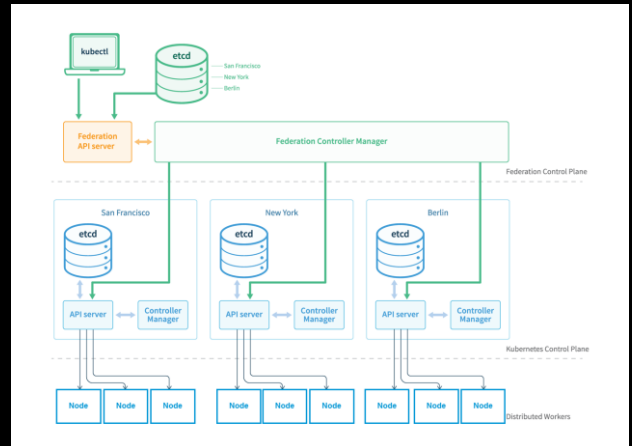 kubectl
etcd
San Francisco
New York
Berlin
Federation
API server
Federation Controller Manager
Federation Control Plane
San Francisco
New York
Berlin
etcd
etcd
etcd
API server
Controller
Manager
API server
Controller
Manager
API server
Controller
Manager
Kubernetes Control Plane
Node
Node
Node
Node
Node
Node
Node
Node
Node
Distributed Workers